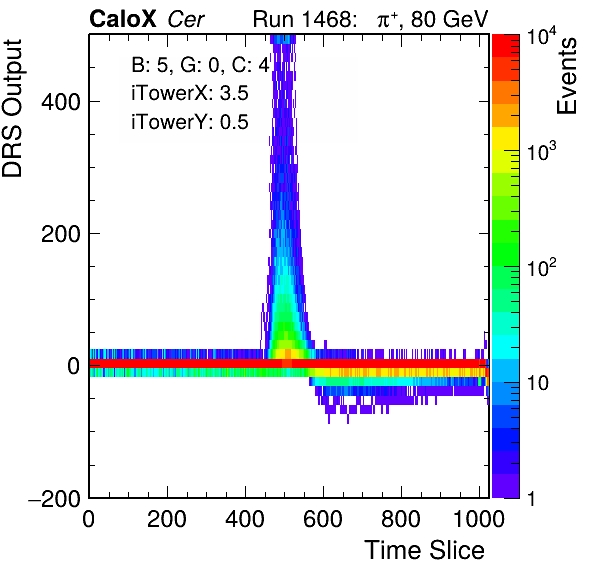 CaloX Cer Run 1468: π⁺, 80 GeV
B: 5, G: 0, C: 4
iTowerX: 3.5
iTowerY: 0.5
DRS Output
400
200
0
−200
0 200 400 600 800 1000
Time Slice
Events
10⁴
10³
10²
10
1